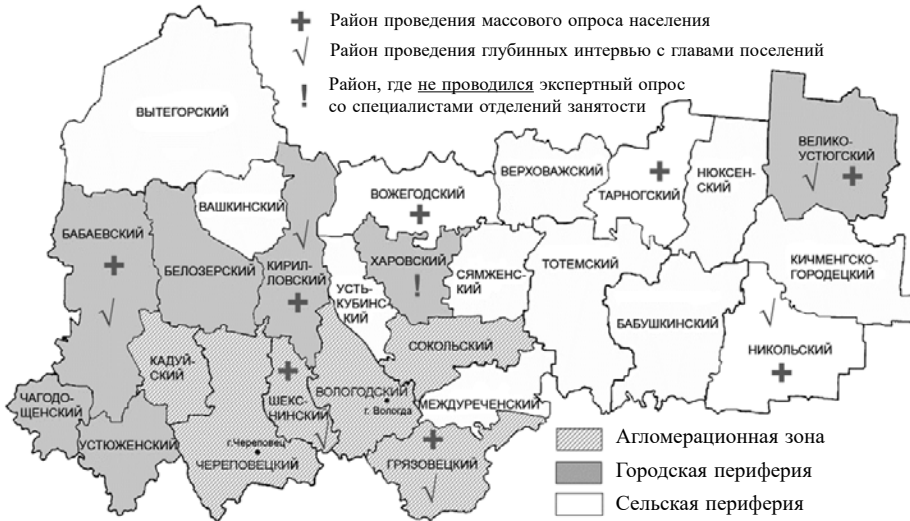 Район проведения массового опроса населения
Район проведения глубинных интервью с главами поселений
Район, где не проводился экспертный опрос
со специалистами отделений занятости
ВЫТЕГОРСКИЙ
ВЕЛИКО-
УСТЮГСКИЙ
ВЕРХОВАЖСКИЙ
НЮКСЕН-
СКИЙ
ТАРНОГСКИЙ
ВАШКИНСКИЙ
ВОЖЕГОДСКИЙ
БАБАЕВСКИЙ
БЕЛОЗЕРСКИЙ
КИРИЛ-
ЛОВСКИЙ
ХАРОВСКИЙ
СЯМЖЕН-
СКИЙ
ТОТЕМСКИЙ
КИЧМЕНГСКО-
ГОРОДЕЦКИЙ
УСТЬ-
КУБИН-
СКИЙ
БАБУШКИНСКИЙ
НИКОЛЬСКИЙ
СОКОЛЬСКИЙ
КАДУЙ-
СКИЙ
ЧАГОДО-
ЩЕНСКИЙ
ШЕКС-
НИНСКИЙ
ВОЛОГОДСКИЙ
г. Вологда
МЕЖДУРЕЧЕНСКИЙ
УСТЮЖЕНСКИЙ
г.Череповец
ЧЕРЕПОВЕЦКИЙ
ГРЯЗОВЕЦКИЙ
Агломерационная зона
Городская периферия
Сельская периферия